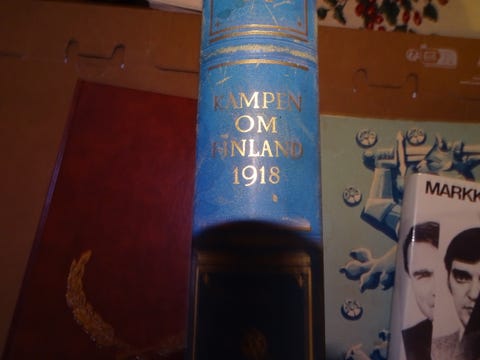 KAMPEN
OM
FINLAND
1918
MARKK